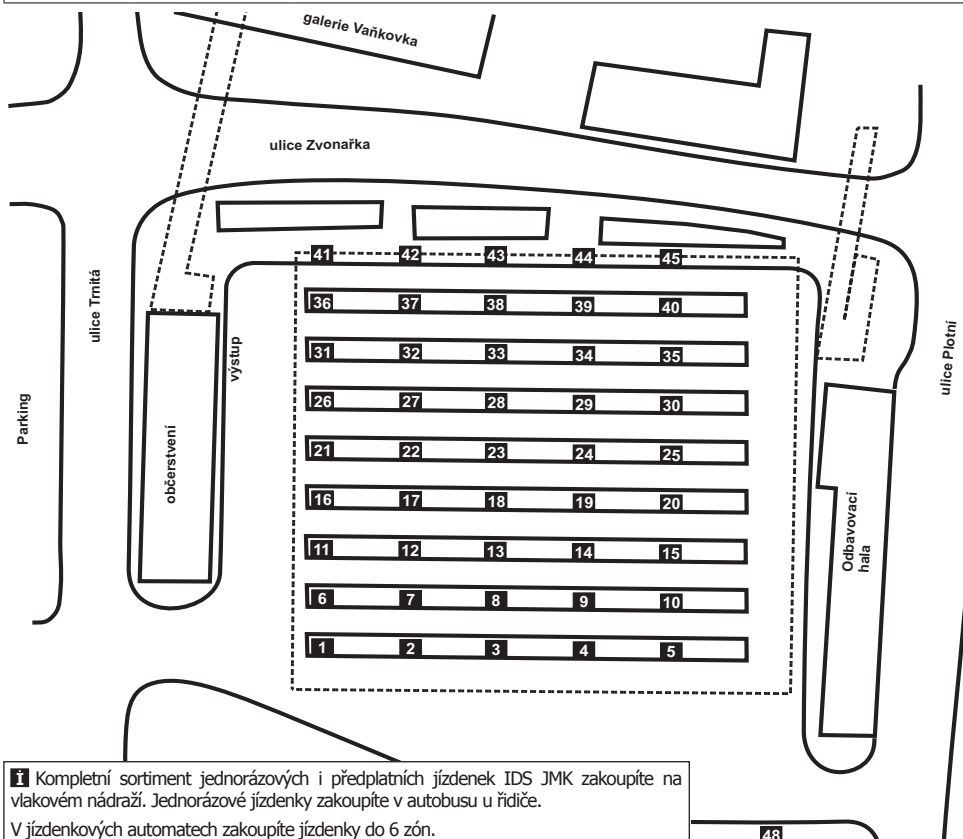 galerie Vaňkovka
ulice Zvonařka
41 42 43 44 45
36 37 38 39 40
ulice Trnitá
ulice Plotní
výstup
31 32 33 34 35
26 27 28 29 30
Parking
občerstvení
21 22 23 24 25
16 17 18 19 20
Odbavovací
hala
11 12 13 14 15
6 7 8 9 10
1 2 3 4 5
i Kompletní sortiment jednorázových i předplatních jízdenek IDS JMK zakoupíte na
vlakovém nádraží. Jednorázové jízdenky zakoupíte v autobusu u řidiče.
V jízdenkových automatech zakoupíte jízdenky do 6 zón.
48